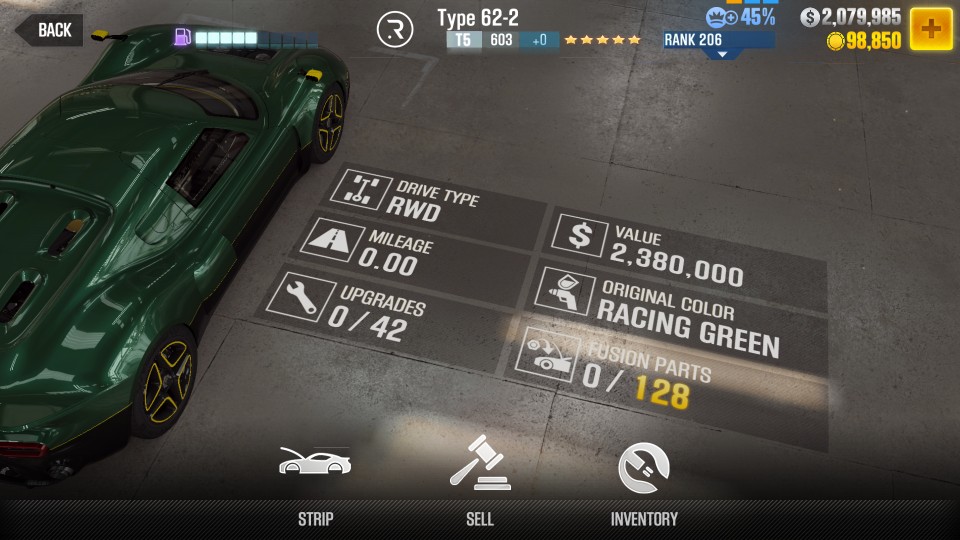 BACK
Type 62-2
T5 603 +0
45%
RANK 206
2,079,985
98,850
DRIVE TYPE
RWD
MILEAGE
0.00
UPGRADES
0/42
VALUE
2,380,000
ORIGINAL COLOR
RACING GREEN
FUSION PARTS
0/128
STRIP
SELL
INVENTORY